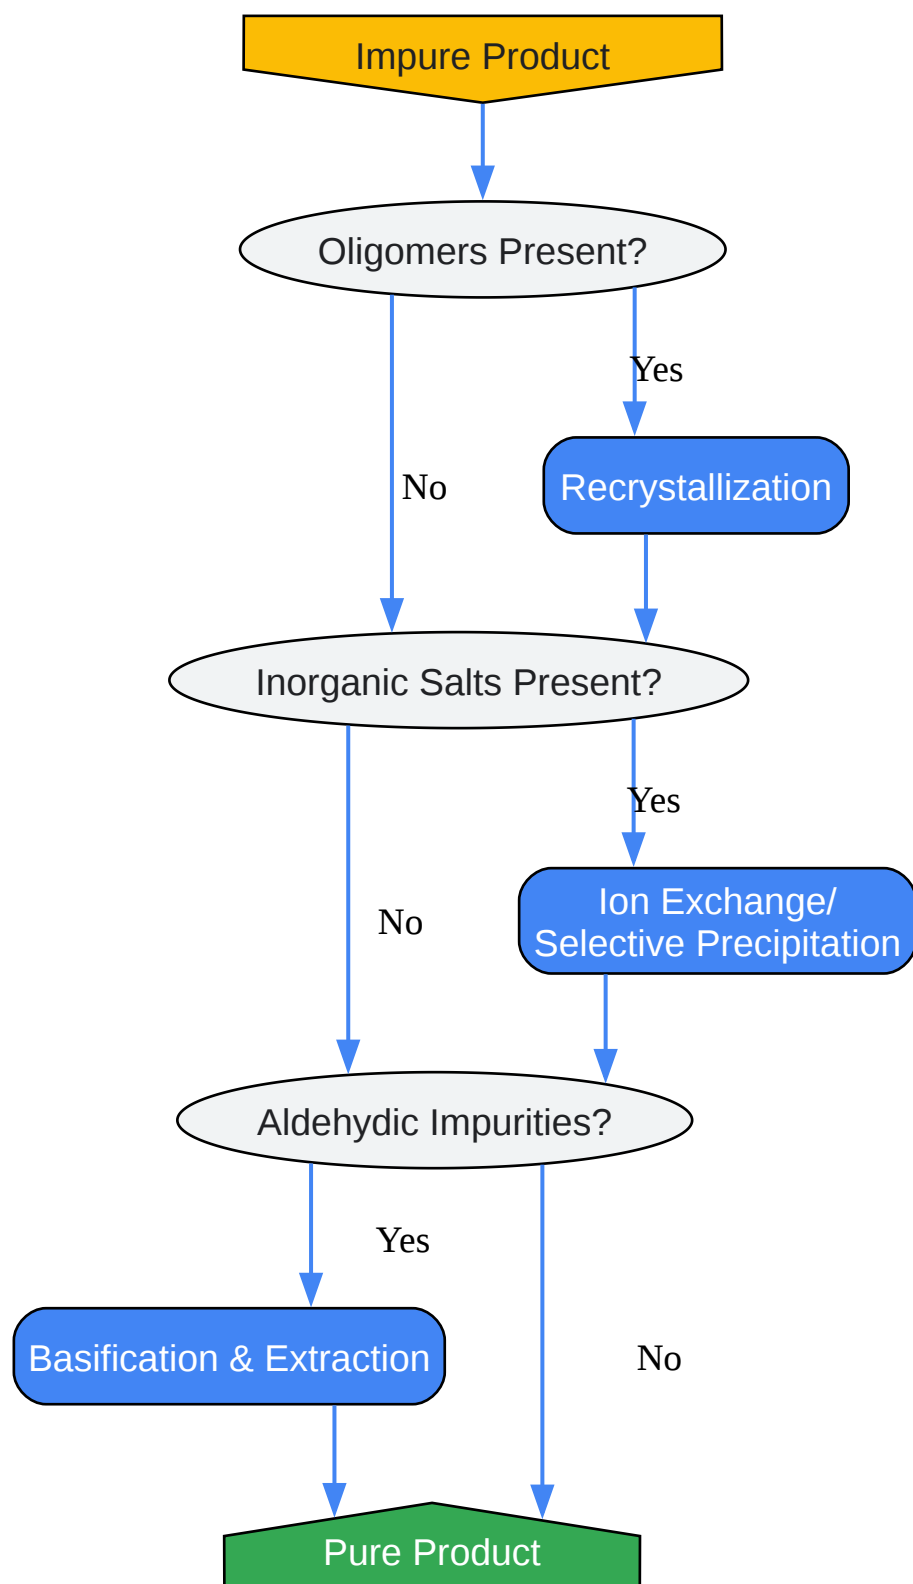 Impure Product
Oligomers Present?
Yes
No
Recrystallization
Inorganic Salts Present?
Yes
No
Ion Exchange/
Selective Precipitation
Aldehydic Impurities?
Yes
Basification & Extraction
No
Pure Product